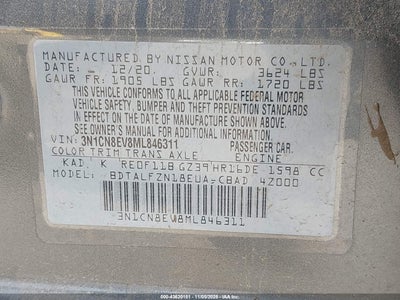 MANUFACTURED BY NISSAN MOTOR CO., LTD.
DATE: 12/20 GVWR: 3624 LBS
GAWR FR: 1905 LBS GAWR RR: 1720 LBS
THIS VEHICLE CONFORMS TO ALL APPLICABLE FEDERAL MOTOR
VEHICLE SAFETY, BUMPER AND THEFT PREVENTION STANDARDS
IN EFFECT ON THE DATE OF MANUFACTURE SHOWN ABOVE.
SEE OWNER'S MANUAL FOR ADDITIONAL INFORMATION.
VIN: 3N1CN8EV8ML846311 PASSENGER CAR
COLOR TRIM TRANS AXLE ENGINE
KAD K RE0F11B GZ39 HR16DE 1598 CC
MODEL: BDTALFZN18EUA-CBAD 42000
3N1CN8EV8ML846311